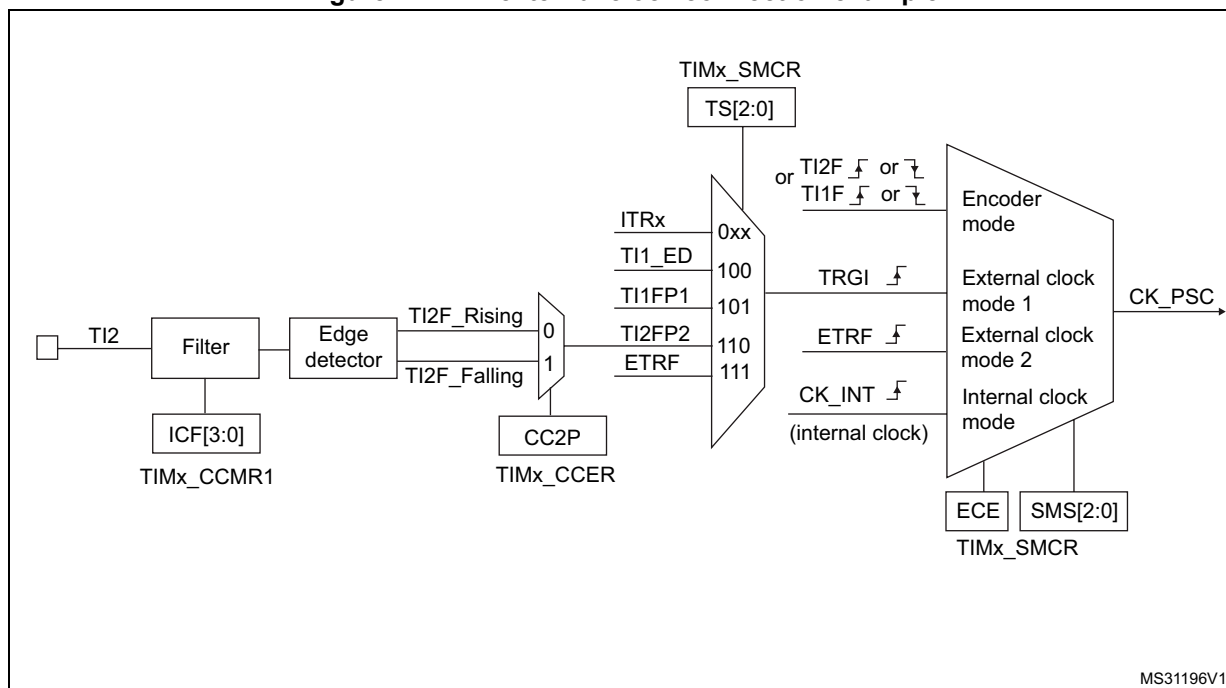 TIMx_SMCR
TS[2:0]
or TI2F or
TI1F or
Encoder
mode
ITRx
0xx
TI1_ED
100
TRGI
External clock
mode 1
CK_PSC
TI1FP1
101
TI2
Filter
Edge
detector
TI2F_Rising
0
TI2F_Falling
1
TI2FP2
110
ETRF
111
ETRF
External clock
mode 2
CK_INT
(internal clock)
Internal clock
mode
ICF[3:0]
TIMx_CCMR1
CC2P
TIMx_CCER
ECE
SMS[2:0]
TIMx_SMCR
MS31196V1